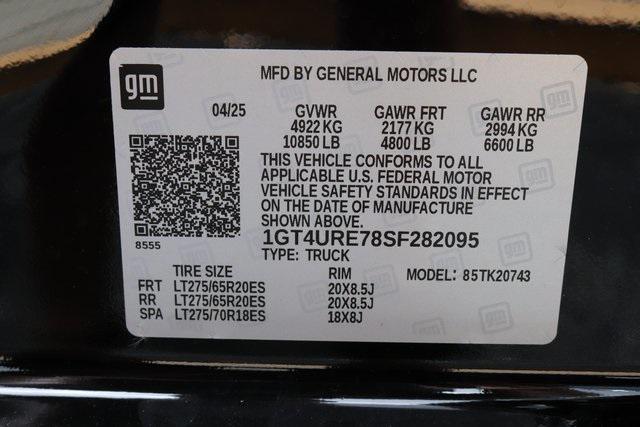 gm
MFD BY GENERAL MOTORS LLC
04/25 GVWR GAWR FRT GAWR RR
4922 KG 2177 KG 2994 KG
10850 LB 4800 LB 6600 LB
THIS VEHICLE CONFORMS TO ALL
APPLICABLE U.S. FEDERAL MOTOR
VEHICLE SAFETY STANDARDS IN EFFECT
ON THE DATE OF MANUFACTURE
SHOWN ABOVE.
8555
1GT4URE78SF282095
TYPE: TRUCK
TIRE SIZE RIM MODEL: 85TK20743
FRT LT275/65R20ES 20X8.5J
RR LT275/65R20ES 20X8.5J
SPA LT275/70R18ES 18X8J